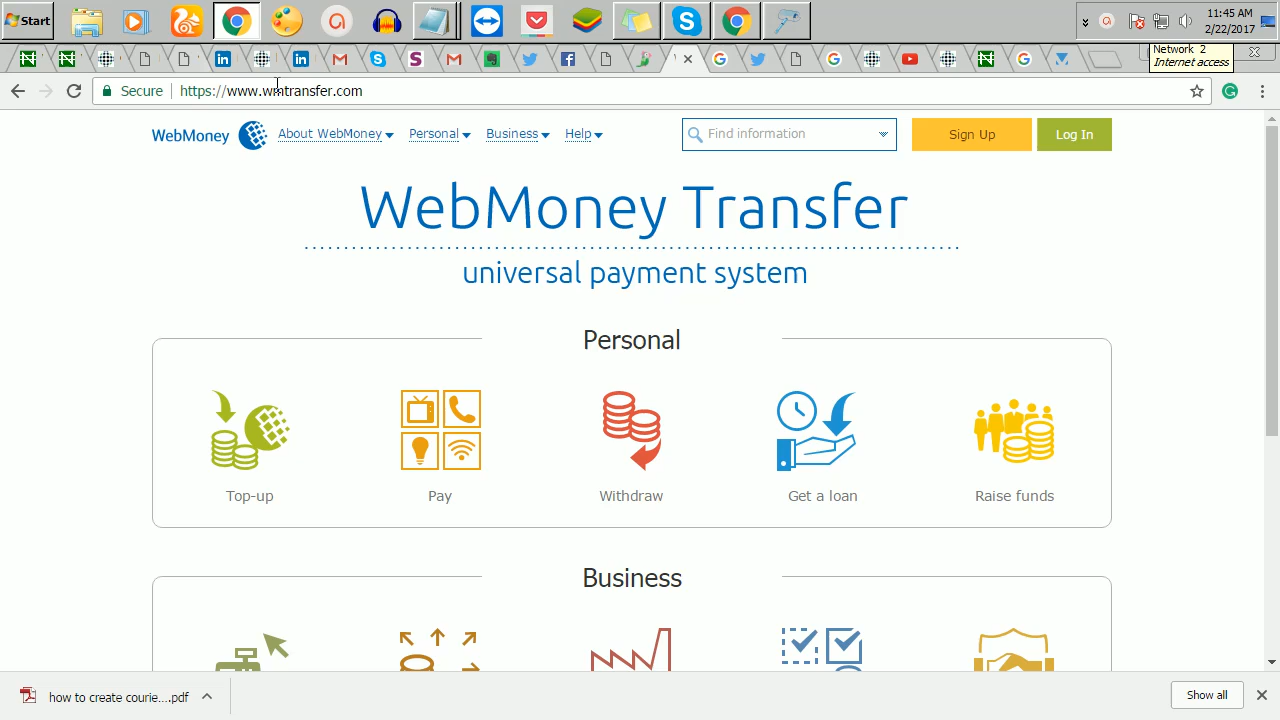 Start
11:45 AM
2/22/2017
Network 2
Internet access
Secure
https://www.wmtransfer.com
WebMoney
About WebMoney
Personal
Business
Help
Find information
Sign Up
Log In
WebMoney Transfer
universal payment system
Personal
Top-up
Pay
Withdraw
Get a loan
Raise funds
Business
how to create courie....pdf
Show all